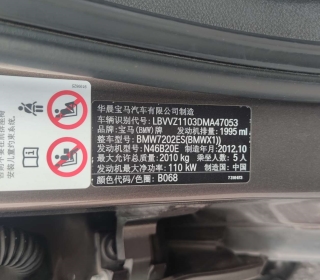 华晨宝马汽车有限公司制造
车辆识别代号: LBVVZ1103DMA47053
品牌: 宝马(BMW)牌 发动机排量: 1995 ml
整车型号: BMW7202ES(BMWX1))
发动机型号: N46B20E 制造年月: 2012.10
最大允许总质量: 2010 kg 乘坐人数: 5 人
发动机最大净功率: 110 kW 制造国: 中国
颜色代码/色圈: B068